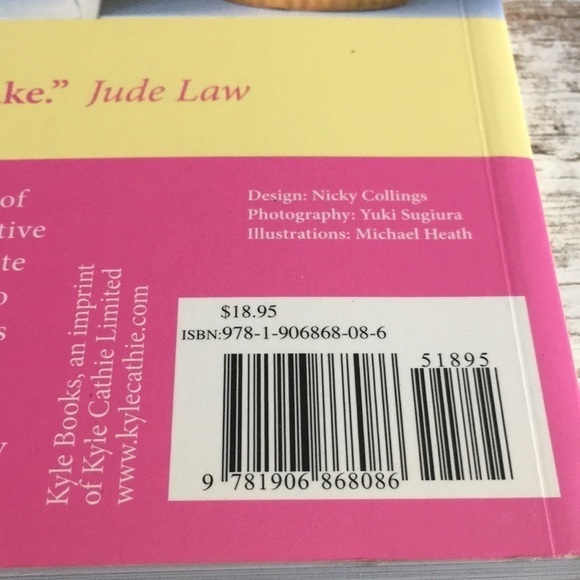 ke.” Jude Law
of
tive
te
o
s
y
Design: Nicky Collings
Photography: Yuki Sugiura
Illustrations: Michael Heath
Kyle Books, an imprint
of Kyle Cathie Limited
www.kylecathie.com
$18.95
ISBN:978-1-906868-08-6
51895
9 781906 868086